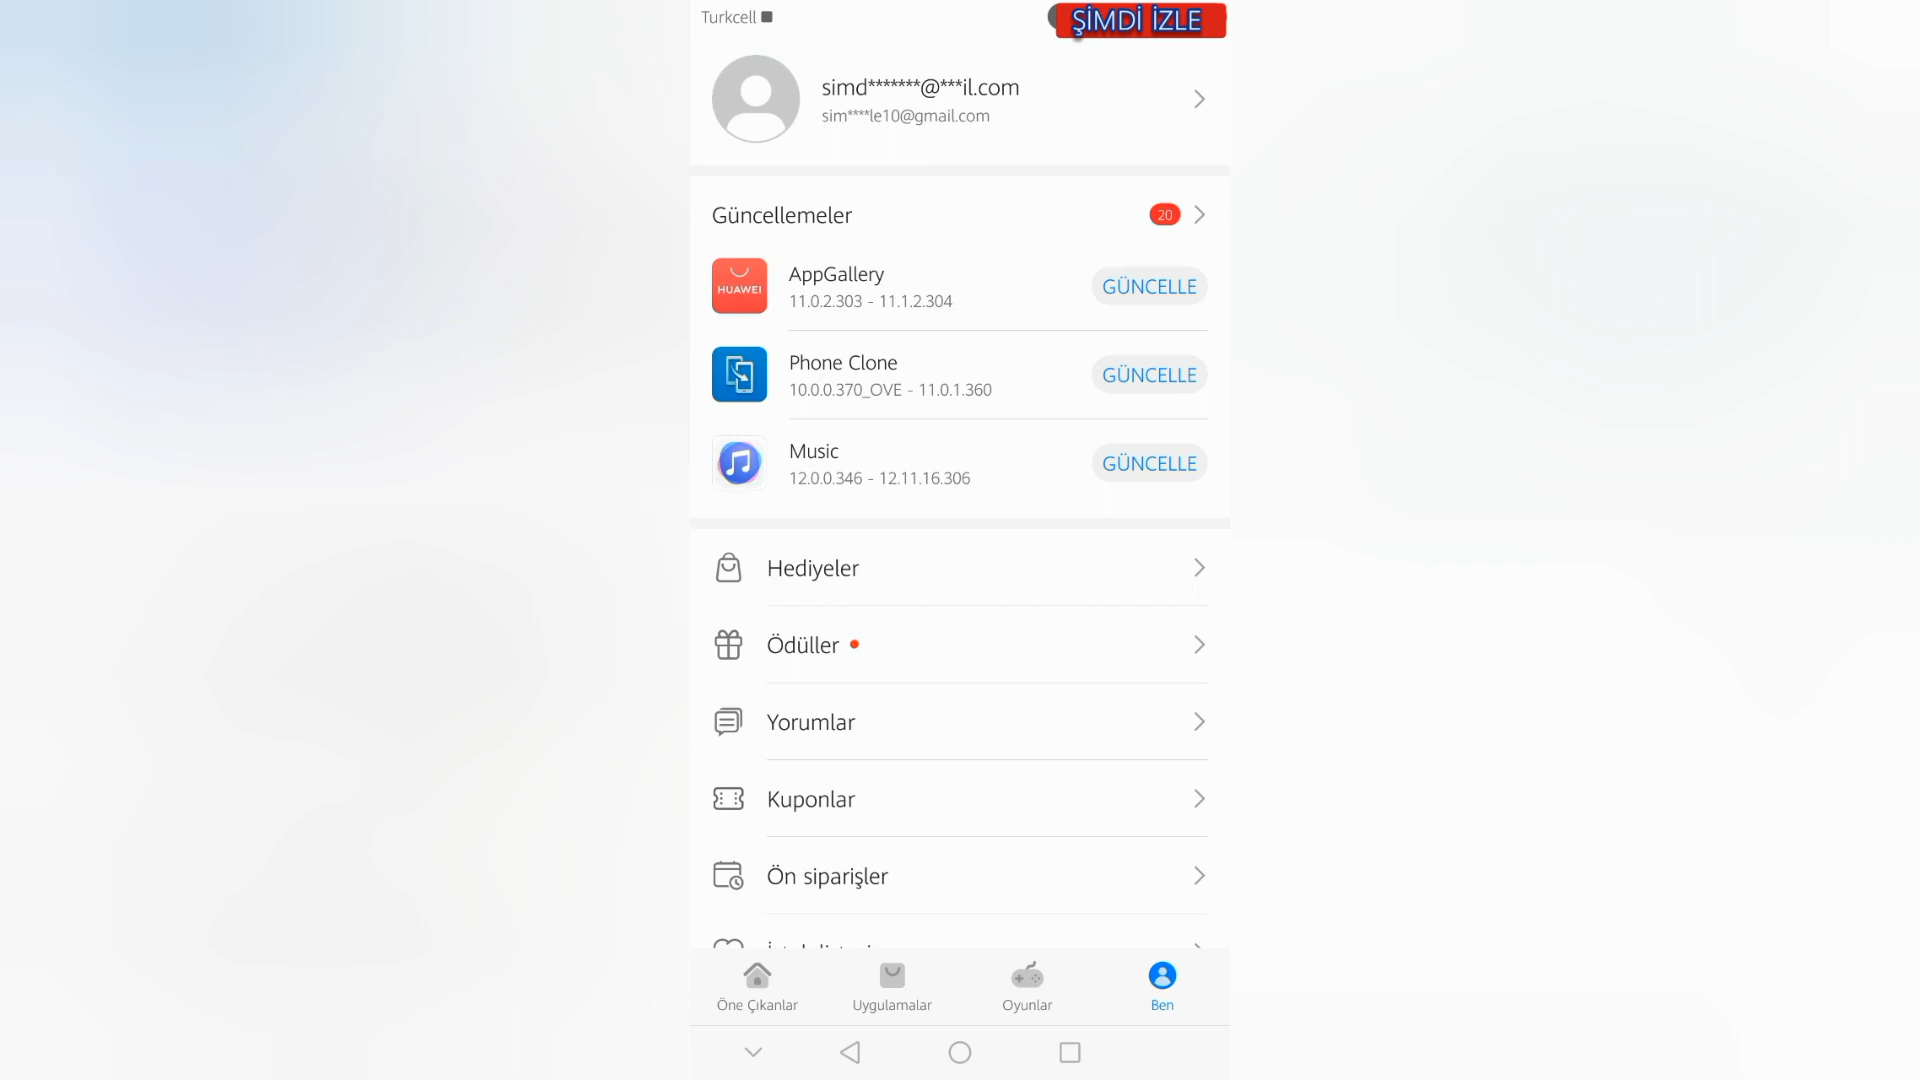 Turkcell
ŞİMDİ İZLE
simd*******@***il.com
sim****le10@gmail.com
Güncellemeler
20
HUAWEI
AppGallery
11.0.2.303 - 11.1.2.304
GÜNCELLE
Phone Clone
10.0.0.370_OVE - 11.0.1.360
GÜNCELLE
Music
12.0.0.346 - 12.11.16.306
GÜNCELLE
Hediyeler
Ödüller
Yorumlar
Kuponlar
Ön siparişler
Öne Çıkanlar
Uygulamalar
Oyunlar
Ben